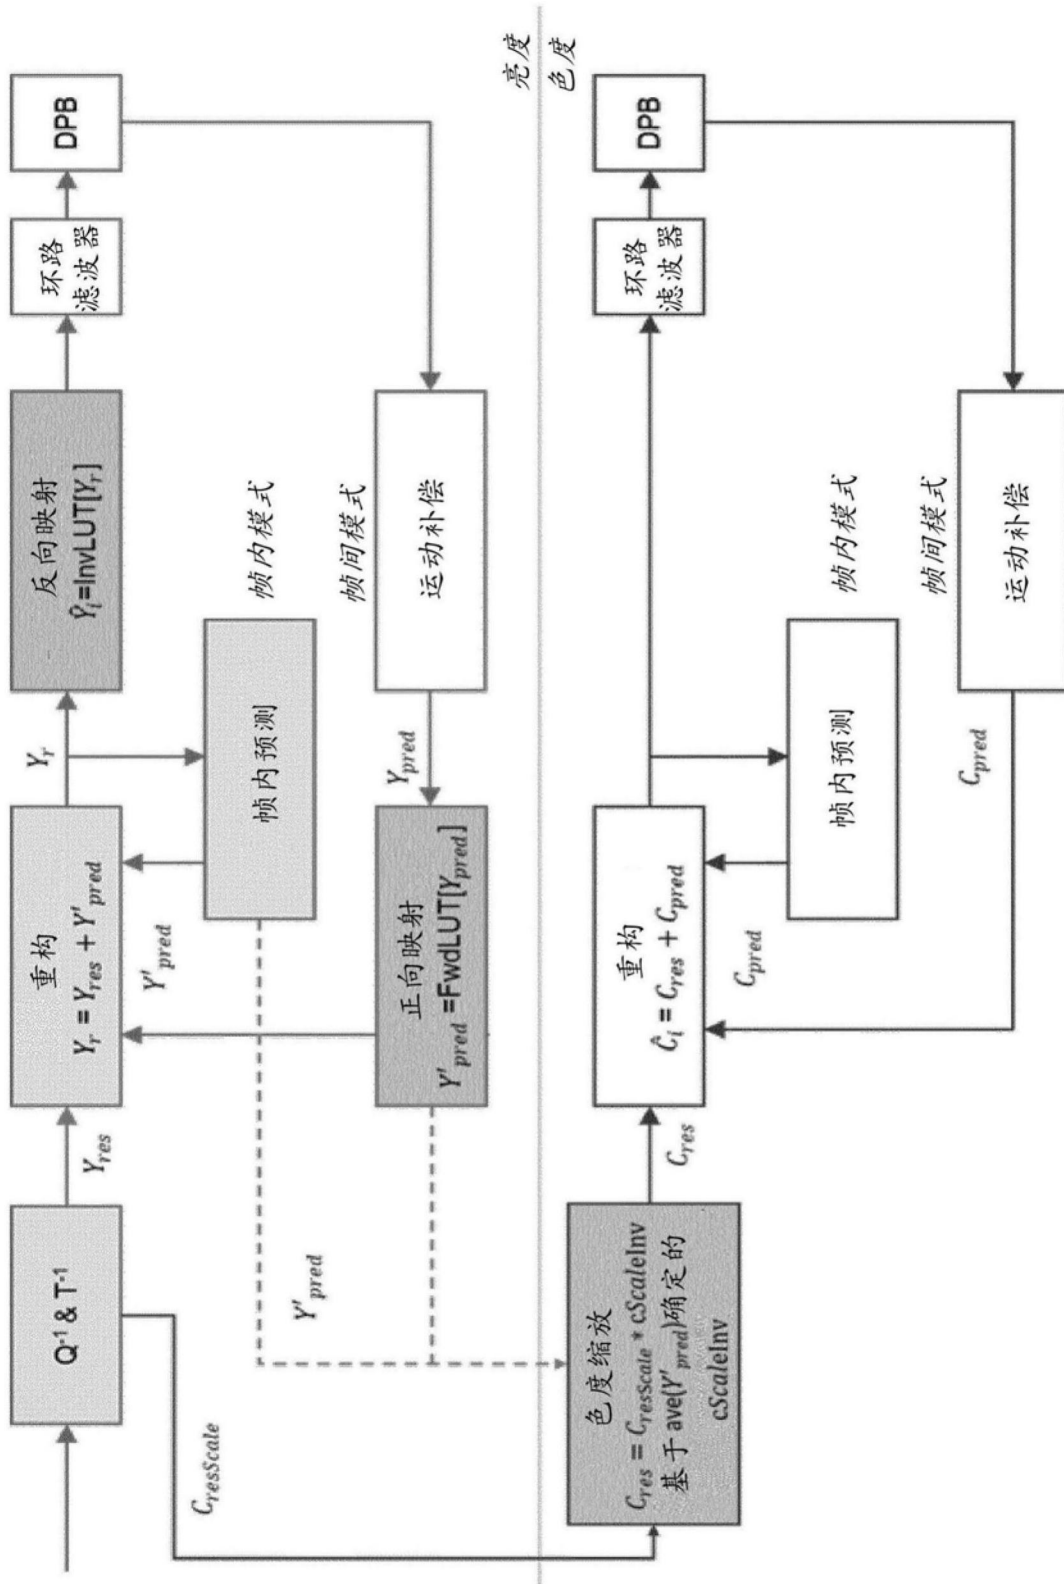 Q⁻¹ & T⁻¹
Y_res
重构
Y_r = Y_res + Y'_pred
Y_r
反向映射
Ŷ_i=InvLUT[Y_r]
环路
滤波器
DPB
Y'_pred
帧内预测
帧内模式
帧间模式
正向映射
Y'_pred =FwdLUT[Y_pred]
Y_pred
运动补偿
Y'_pred
C_resScale
亮度
色度
色度缩放
C_res = C_resScale * cScaleInv
基于 ave(Y'_pred)确定的
cScaleInv
C_res
重构
Ĉ_i = C_res + C_pred
环路
滤波器
DPB
C_pred
帧内预测
帧内模式
帧间模式
C_pred
运动补偿